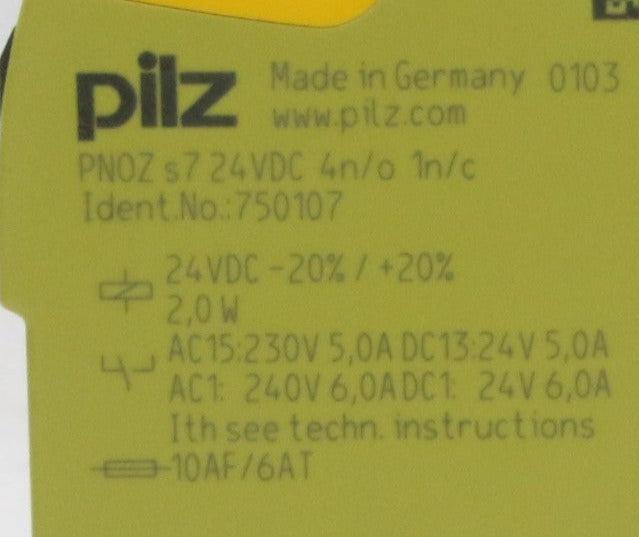 pilz Made in Germany 0103
www.pilz.com
PNOZ s7 24VDC 4n/o 1n/c
Ident.No.:750107
24VDC -20% / +20%
2,0 W
AC15:230V 5,0A DC13:24V 5,0A
AC1: 240V 6,0A DC1: 24V 6,0A
Ith see techn. instructions
10AF/6AT